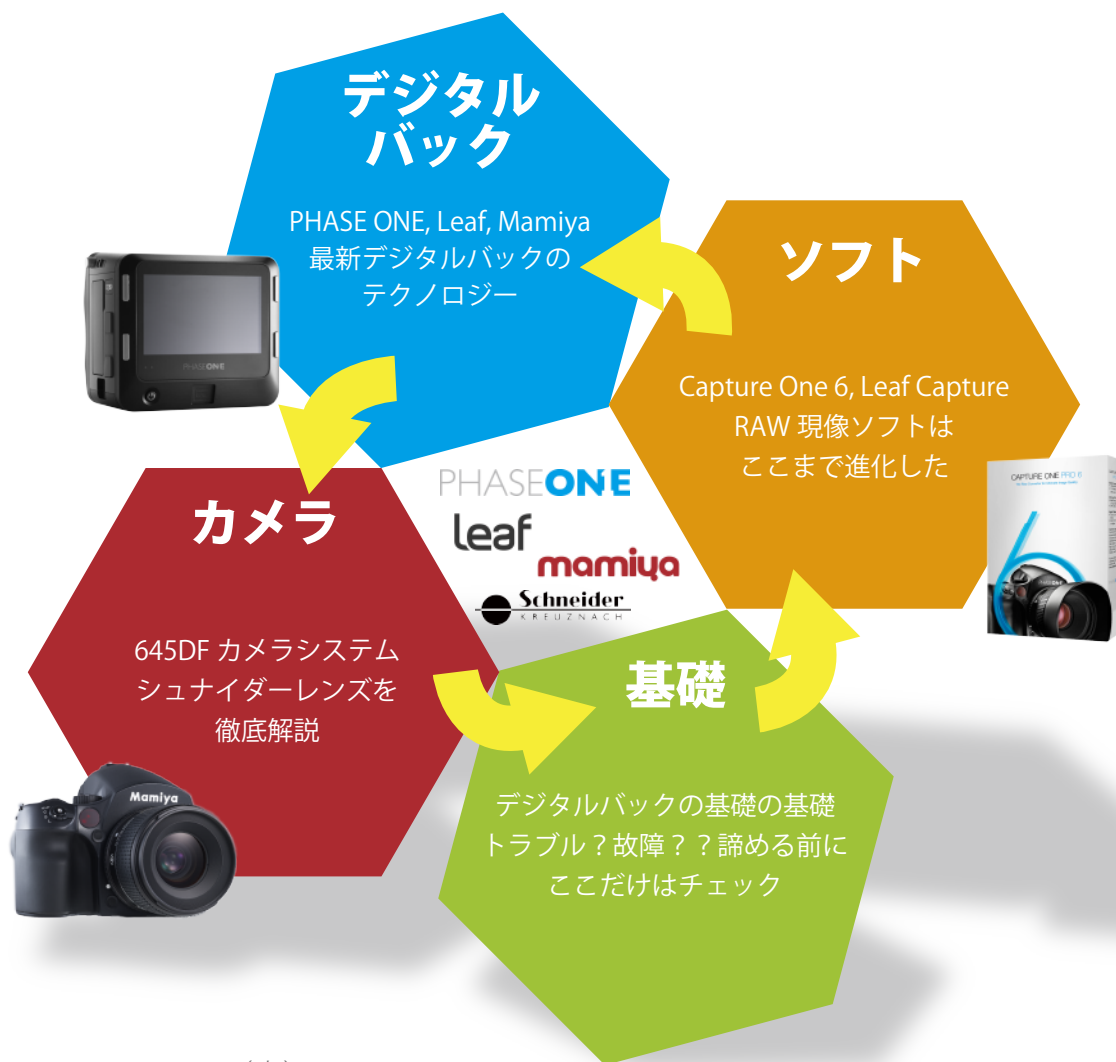 デジタル
バック
PHASE ONE, Leaf, Mamiya
最新デジタルバックの
テクノロジー
PHASEONE
ソフト
Capture One 6, Leaf Capture
RAW 現像ソフトは
ここまで進化した
CAPTURE ONE PRO 6
PHASEONE
leaf
mamiya
Schneider
KREUZNACH
カメラ
645DF カメラシステム
シュナイダーレンズを
徹底解説
Mamiya
基礎
デジタルバックの基礎の基礎
トラブル？故障？？諦める前に
ここだけはチェック